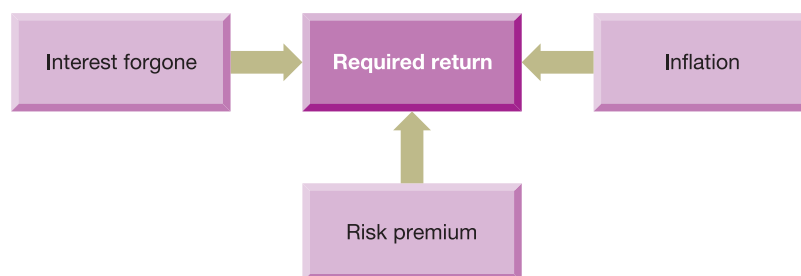 Interest forgone
Required return
Inflation
Risk premium